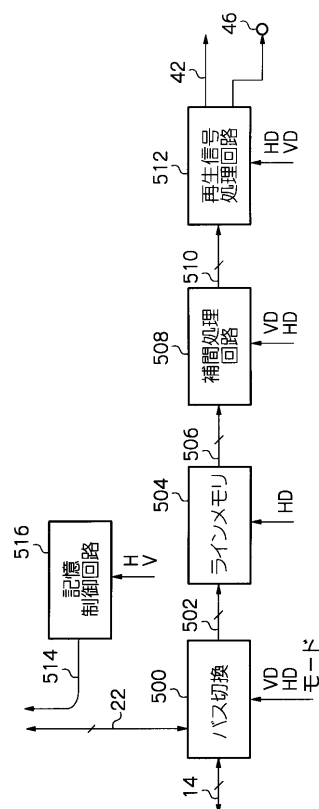 516
記憶
制御回路
H
V
514
22
14
500
バス切換
VD
HD
モード
502
504
ラインメモリ
HD
506
508
補間処理
回路
VD
HD
510
512
再生信号
処理回路
HD
VD
42
46